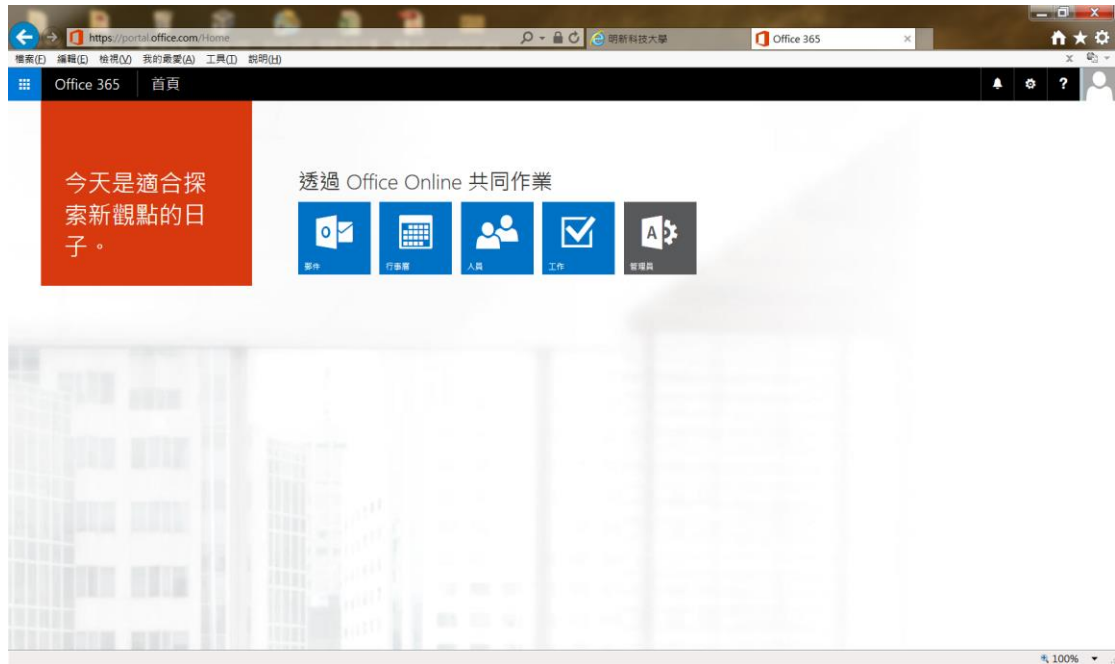 https://portal.office.com/Home
明新科技大學
Office 365
檔案(F) 編輯(E) 檢視(V) 我的最愛(A) 工具(T) 說明(H)
Office 365 首頁
?
今天是適合探
索新觀點的日
子。
透過 Office Online 共同作業
郵件 行事曆 人員 工作 管理員
100%